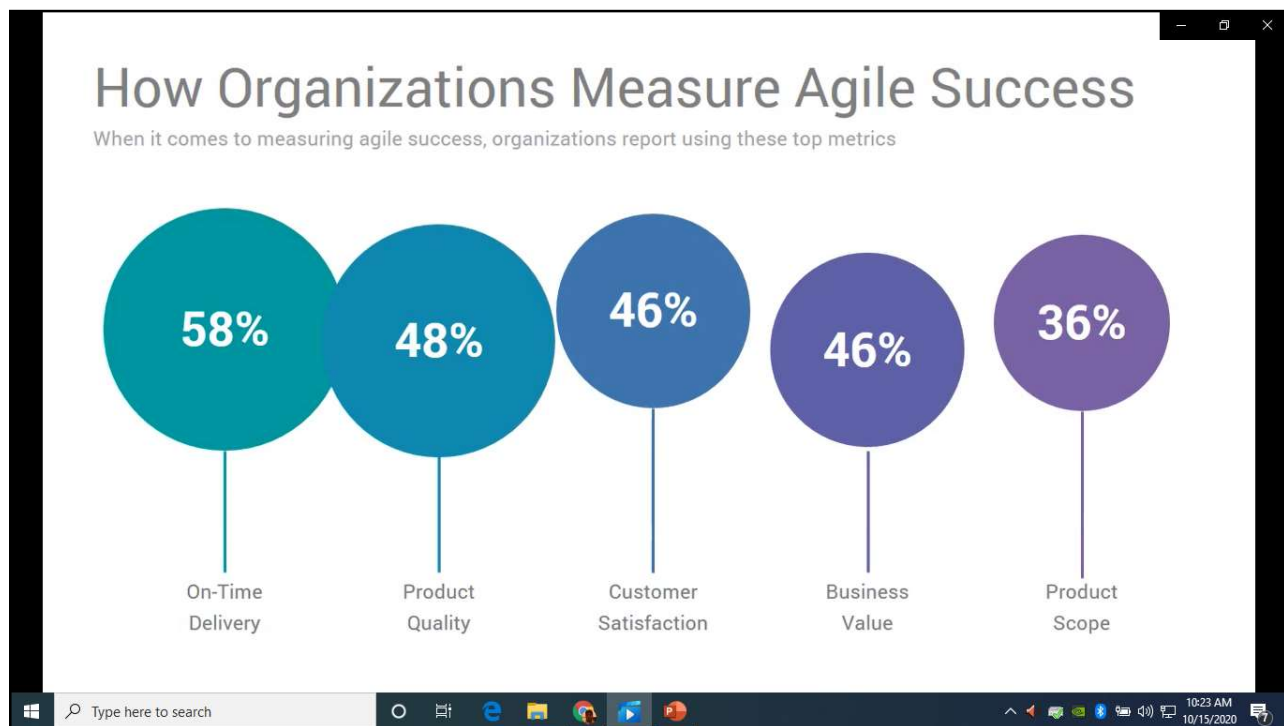 How Organizations Measure Agile Success
When it comes to measuring agile success, organizations report using these top metrics
58%
48%
46%
46%
36%
On-Time
Delivery
Product
Quality
Customer
Satisfaction
Business
Value
Product
Scope
Type here to search
10:23 AM
10/15/2020